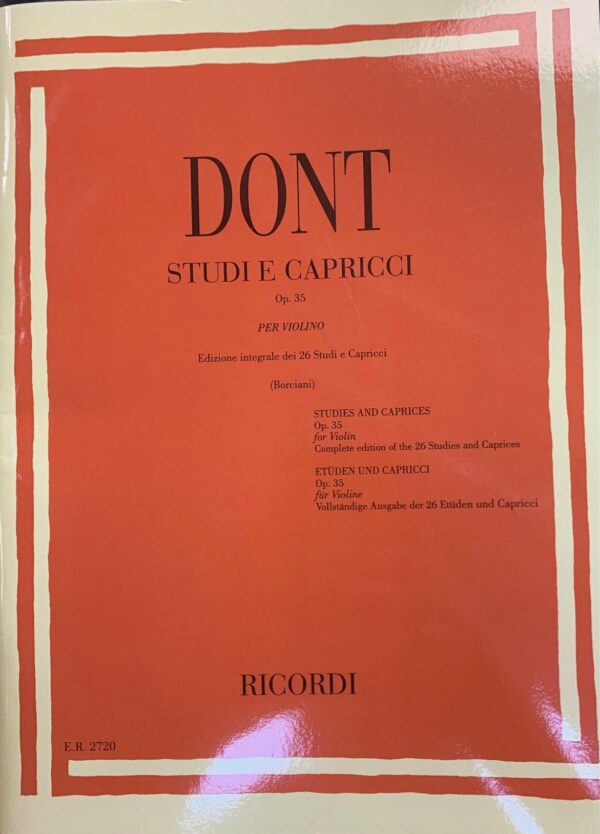 DONT
STUDI E CAPRICCI
Op. 35
PER VIOLINO
Edizione integrale dei 26 Studi e Capricci
(Borciani)
STUDIES AND CAPRICES
Op. 35
for Violin
Complete edition of the 26 Studies and Caprices
ETÜDEN UND CAPRICCI
Op. 35
für Violine
Vollständige Ausgabe der 26 Etüden und Capricci
RICORDI
E.R. 2720